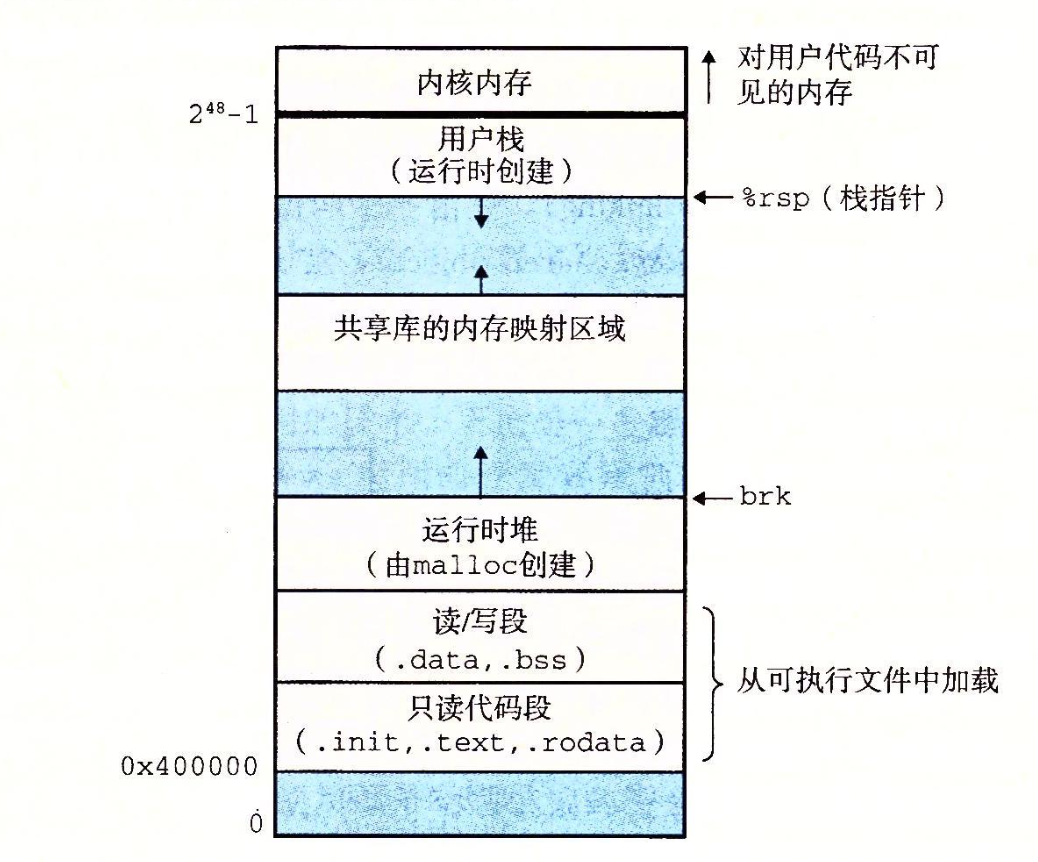 内核内存
对用户代码不可
见的内存
2⁴⁸-1
用户栈
(运行时创建)
%rsp(栈指针)
共享库的内存映射区域
brk
运行时堆
(由malloc创建)
读/写段
(.data,.bss)
从可执行文件中加载
只读代码段
(.init,.text,.rodata)
0x400000
0